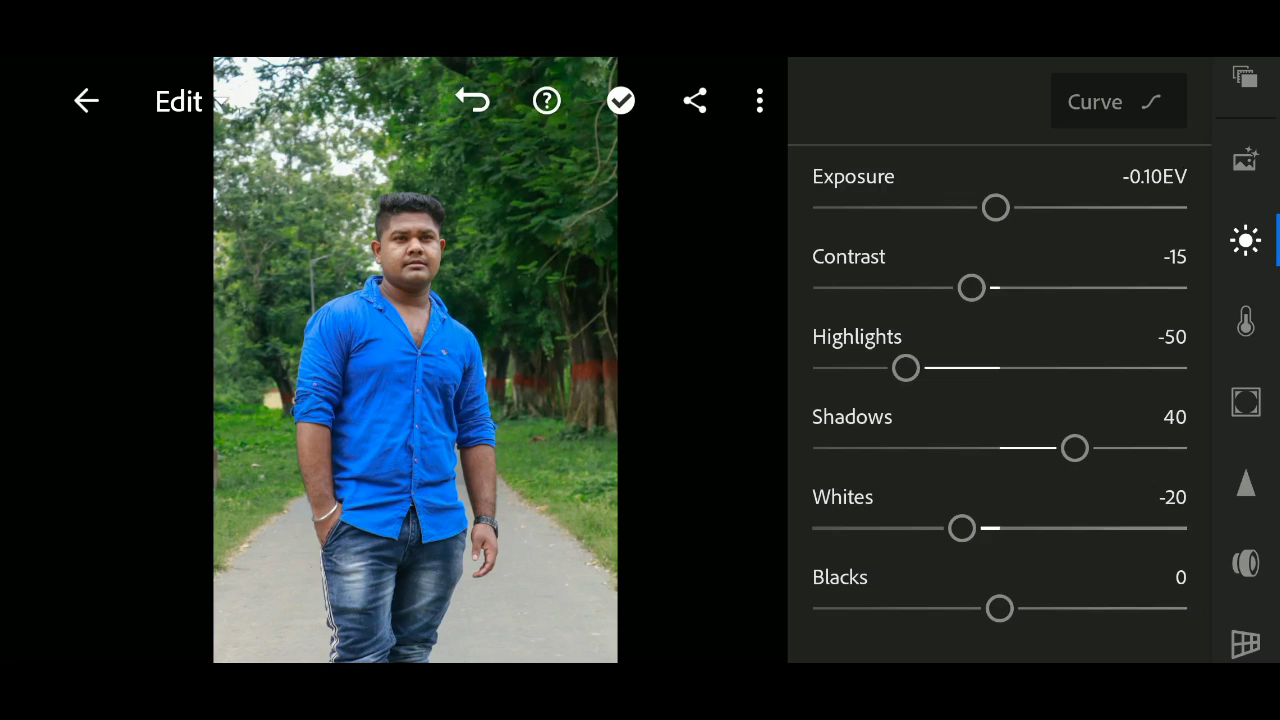 Edit
Curve
Exposure -0.10EV
Contrast -15
Highlights -50
Shadows 40
Whites -20
Blacks 0